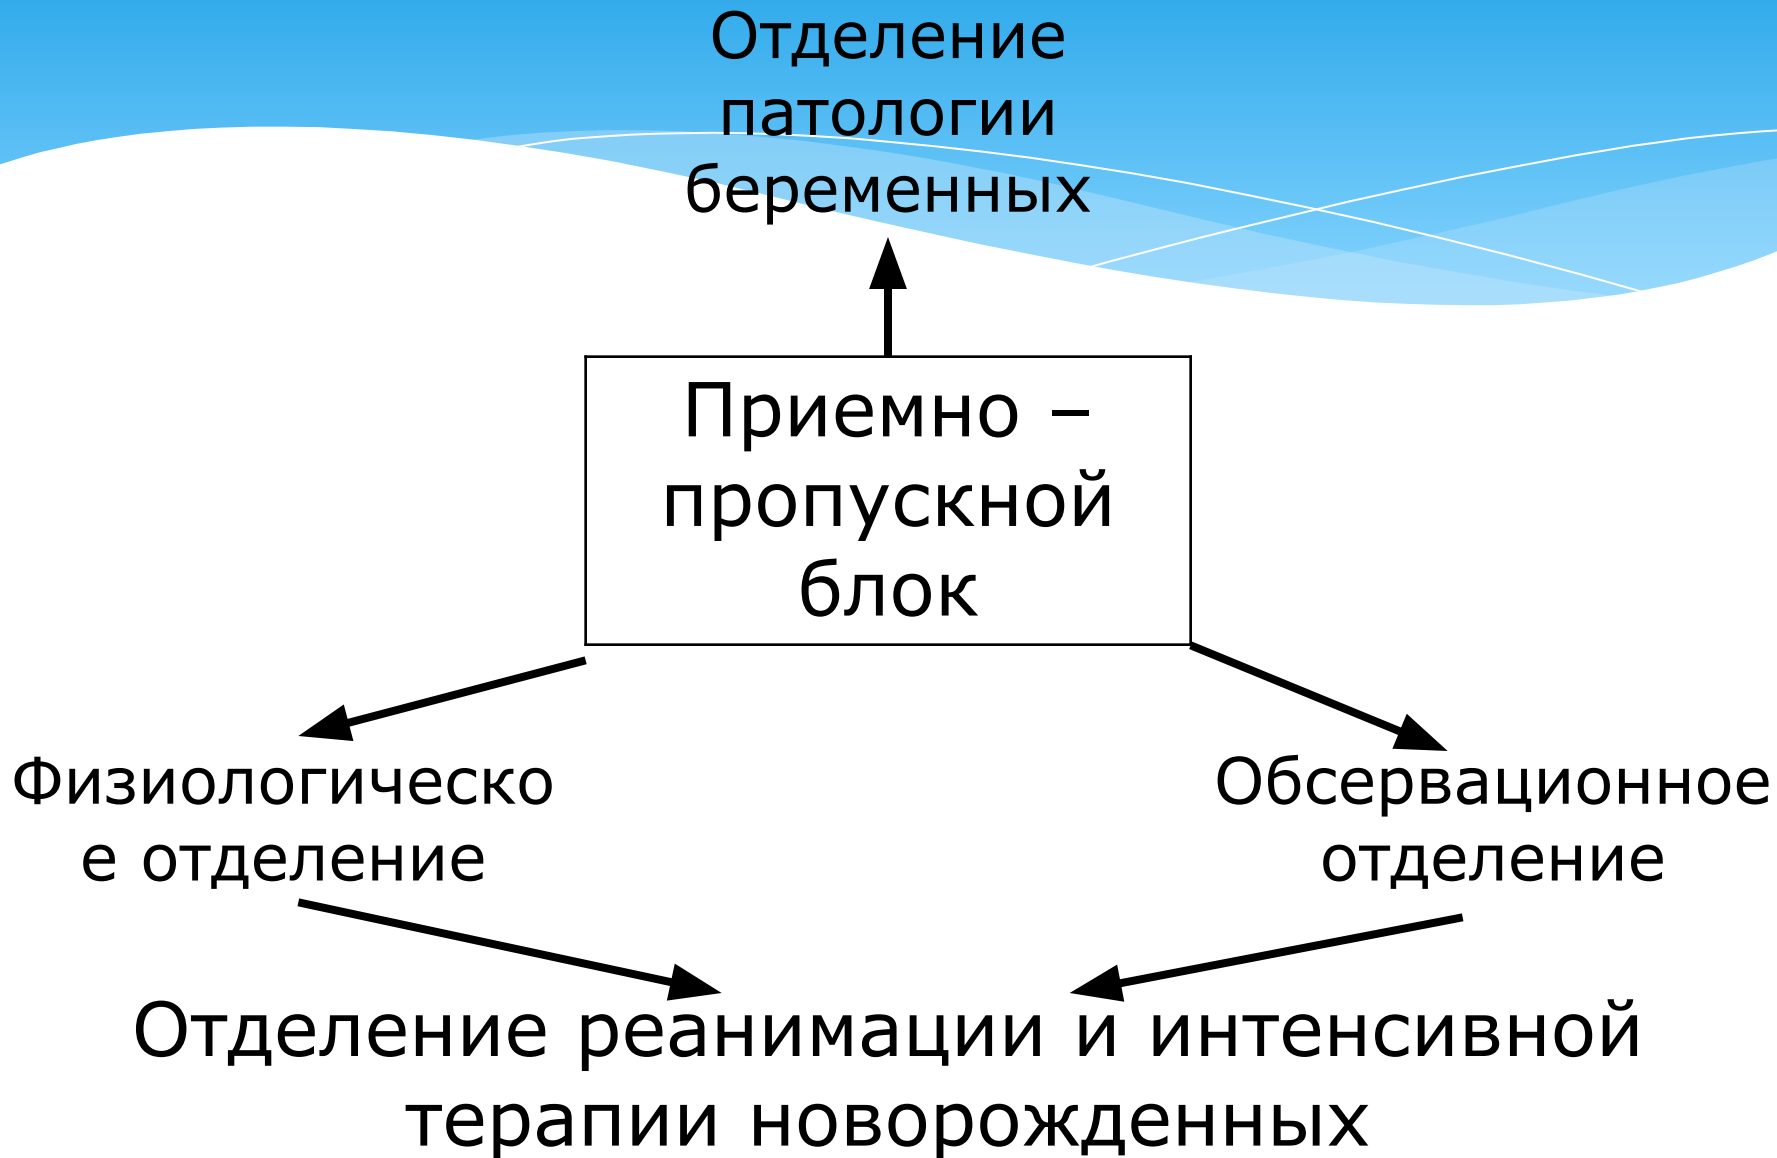 Отделение
патологии
беременных
Приемно –
пропускной
блок
Физиологическо
е отделение
Обсервационное
отделение
Отделение реанимации и интенсивной
терапии новорожденных